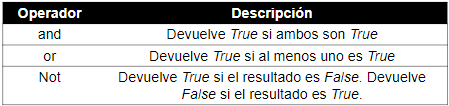 Operador Descripción
and Devuelve True si ambos son True
or Devuelve True si al menos uno es True
Not Devuelve True si el resultado es False. Devuelve
False si el resultado es True.